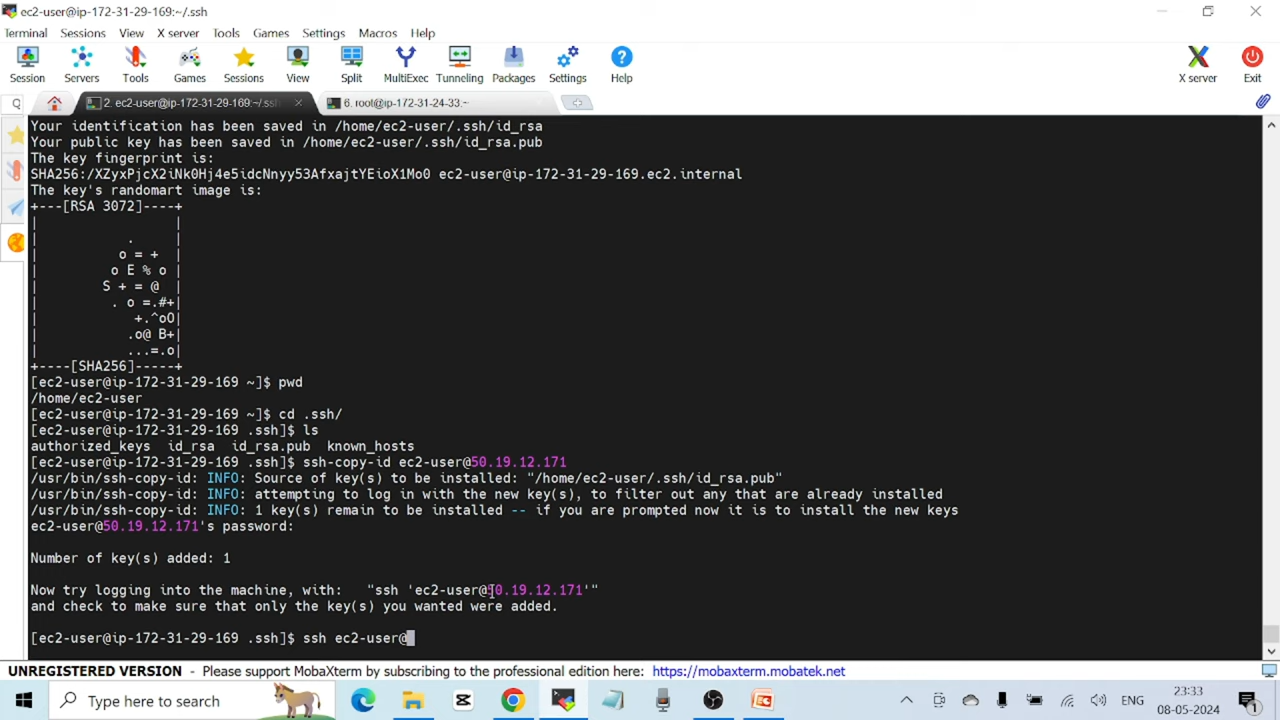 ec2-user@ip-172-31-29-169:~/.ssh
Terminal Sessions View X server Tools Games Settings Macros Help
Session Servers Tools Games Sessions View Split MultiExec Tunneling Packages Settings Help X server Exit
2. ec2-user@ip-172-31-29-169:~/.ssh 6. root@ip-172-31-24-33:~
Your identification has been saved in /home/ec2-user/.ssh/id_rsa
Your public key has been saved in /home/ec2-user/.ssh/id_rsa.pub
The key fingerprint is:
SHA256:/XZyxPjcX2iNk0Hj4e5idcNnyy53AfxajtYEioX1Mo0 ec2-user@ip-172-31-29-169.ec2.internal
The key's randomart image is:
+---[RSA 3072]----+
|                 |
|           .     |
|          o = +  |
|         o E % o |
|        S + = @  |
|         . o =.#+|
|            +.^oO|
|           .o@ B+|
|           ...=.o|
+----[SHA256]-----+
[ec2-user@ip-172-31-29-169 ~]$ pwd
/home/ec2-user
[ec2-user@ip-172-31-29-169 ~]$ cd .ssh/
[ec2-user@ip-172-31-29-169 .ssh]$ ls
authorized_keys  id_rsa  id_rsa.pub  known_hosts
[ec2-user@ip-172-31-29-169 .ssh]$ ssh-copy-id ec2-user@50.19.12.171
/usr/bin/ssh-copy-id: INFO: Source of key(s) to be installed: "/home/ec2-user/.ssh/id_rsa.pub"
/usr/bin/ssh-copy-id: INFO: attempting to log in with the new key(s), to filter out any that are already installed
/usr/bin/ssh-copy-id: INFO: 1 key(s) remain to be installed -- if you are prompted now it is to install the new keys
ec2-user@50.19.12.171's password:
Number of key(s) added: 1
Now try logging into the machine, with:   "ssh 'ec2-user@50.19.12.171'"
and check to make sure that only the key(s) you wanted were added.
[ec2-user@ip-172-31-29-169 .ssh]$ ssh ec2-user@
UNREGISTERED VERSION - Please support MobaXterm by subscribing to the professional edition here: https://mobaxterm.mobatek.net
Type here to search
ENG
23:33
08-05-2024
1